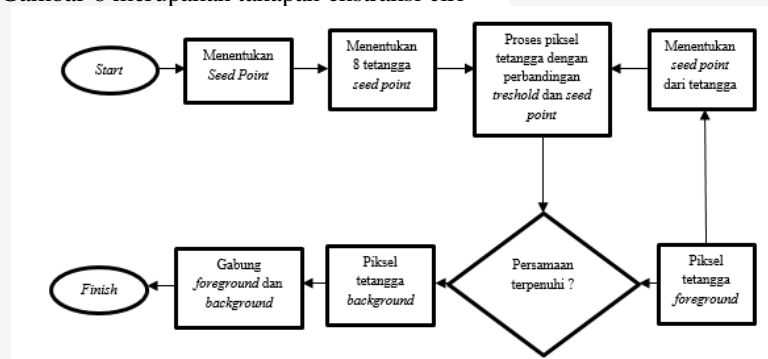 Gambar 6 merupakan tahapan ekstraksi ciri
Start
Menentukan
Seed Point
Menentukan
8 tetangga
seed point
Proses piksel
tetangga dengan
perbandingan
treshold dan seed
point
Menentukan
seed point
dari tetangga
Finish
Gabung
foreground dan
background
Piksel
tetangga
background
Persamaan
terpenuhi ?
Piksel
tetangga
foreground